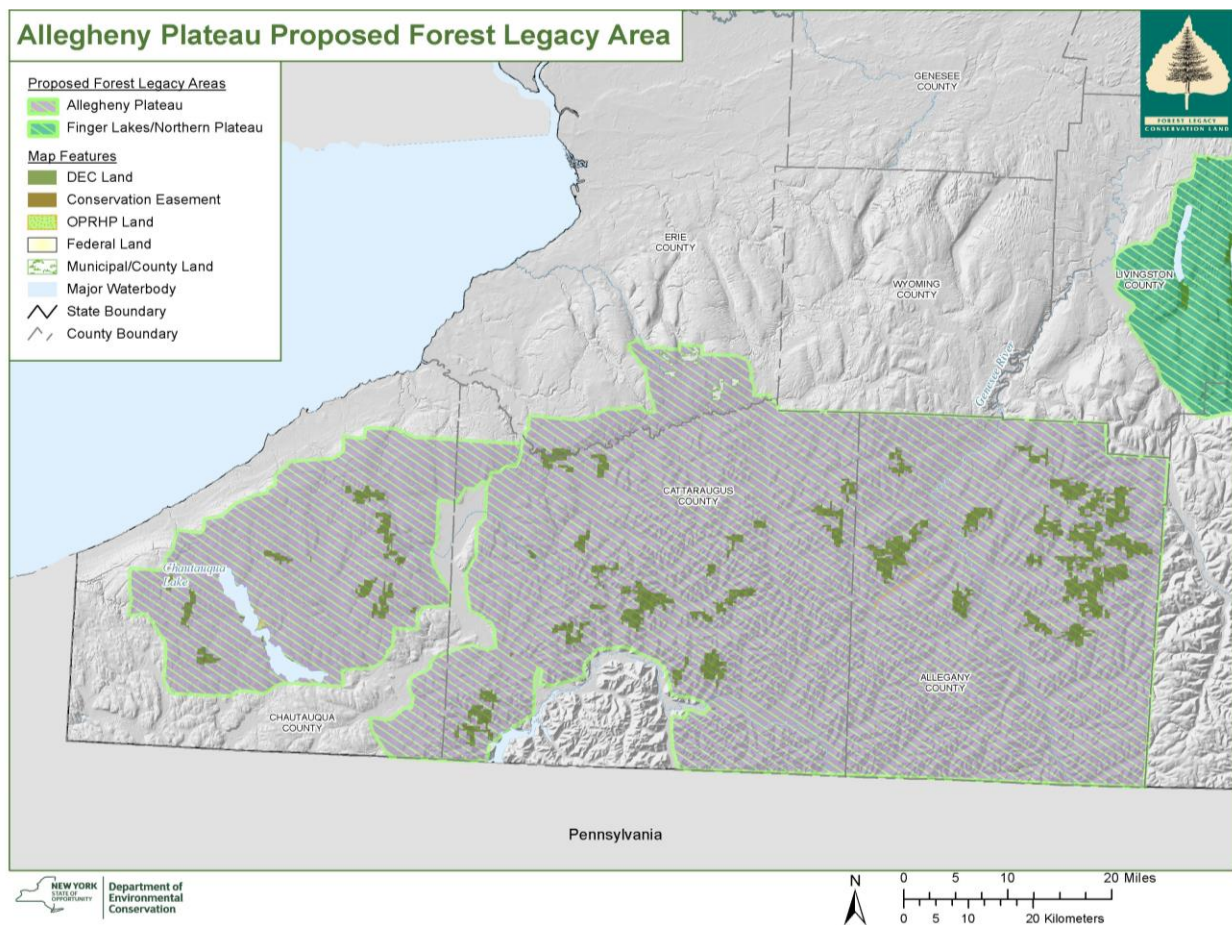 Allegheny Plateau Proposed Forest Legacy Area
Proposed Forest Legacy Areas
Allegheny Plateau
Finger Lakes/Northern Plateau
Map Features
DEC Land
Conservation Easement
OPRHP Land
Federal Land
Municipal/County Land
Major Waterbody
State Boundary
County Boundary
FOREST LEGACY
CONSERVATION LAND
GENESEE
COUNTY
ERIE
COUNTY
WYOMING
COUNTY
LIVINGSTON
COUNTY
Genesee River
CATTARAUGUS
COUNTY
Chautauqua
Lake
ALLEGANY
COUNTY
CHAUTAUQUA
COUNTY
Pennsylvania
NEW YORK
STATE OF
OPPORTUNITY
Department of
Environmental
Conservation
N
0 5 10 20 Miles
0 5 10 20 Kilometers